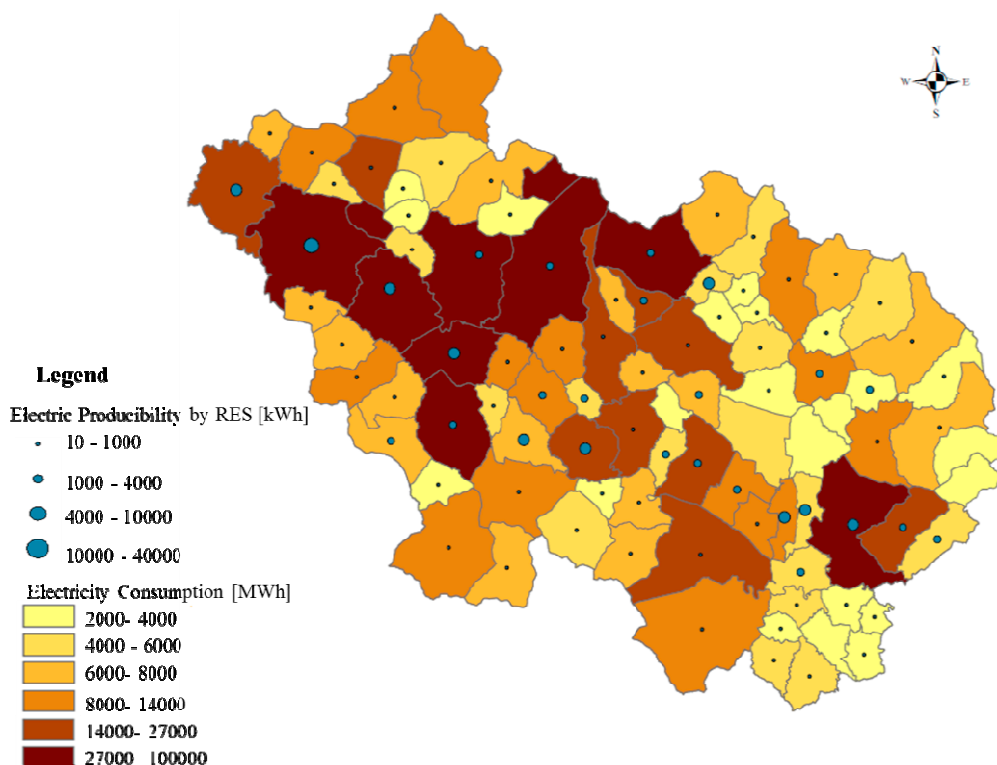 N
W E
S
Legend
Electric Producibility by RES [kWh]
10 - 1000
1000 - 4000
4000 - 10000
10000 - 40000
Electricity Consumption [MWh]
2000- 4000
4000 - 6000
6000- 8000
8000- 14000
14000- 27000
27000 - 100000